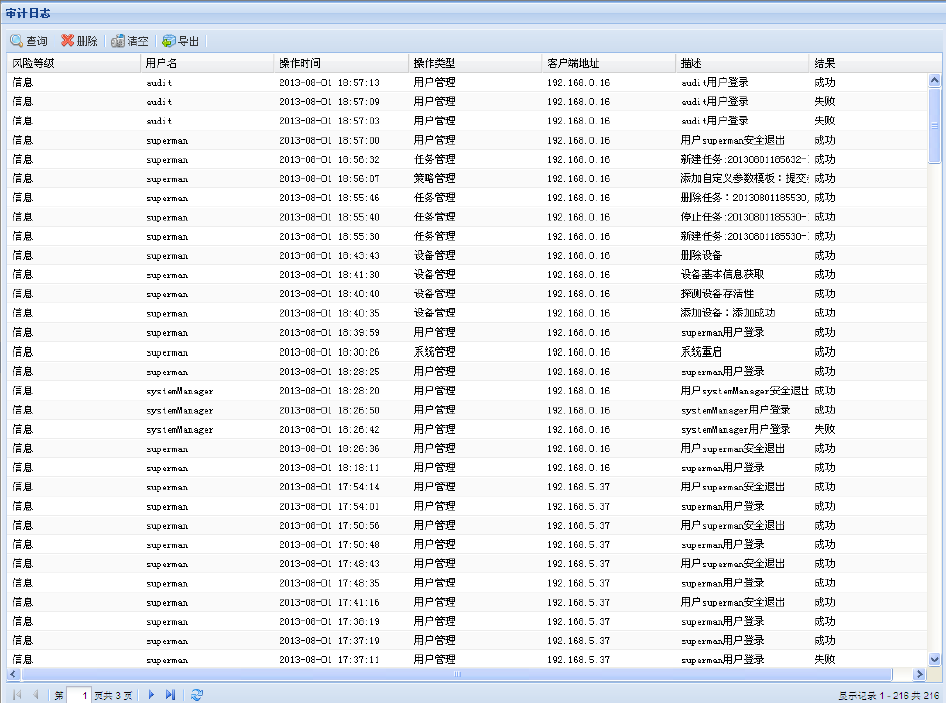 审计日志
查询 删除 清空 导出
风险等级 用户名 操作时间 操作类型 客户端地址 描述 结果
信息 audit 2013-08-01 18:57:13 用户管理 192.168.0.16 audit用户登录 成功
信息 audit 2013-08-01 18:57:09 用户管理 192.168.0.16 audit用户登录 失败
信息 audit 2013-08-01 18:57:03 用户管理 192.168.0.16 audit用户登录 失败
信息 superman 2013-08-01 18:57:00 用户管理 192.168.0.16 用户superman安全退出 成功
信息 superman 2013-08-01 18:56:32 任务管理 192.168.0.16 新建任务:20130801185632- 成功
信息 superman 2013-08-01 18:56:07 策略管理 192.168.0.16 添加自定义参数模板：提交 成功
信息 superman 2013-08-01 18:55:46 任务管理 192.168.0.16 删除任务：20130801185530, 成功
信息 superman 2013-08-01 18:55:40 任务管理 192.168.0.16 停止任务:20130801185530- 成功
信息 superman 2013-08-01 18:55:30 任务管理 192.168.0.16 新建任务:20130801185530- 成功
信息 superman 2013-08-01 18:43:43 设备管理 192.168.0.16 删除设备 成功
信息 superman 2013-08-01 18:41:30 设备管理 192.168.0.16 设备基本信息获取 成功
信息 superman 2013-08-01 18:40:40 设备管理 192.168.0.16 探测设备存活性 成功
信息 superman 2013-08-01 18:40:35 设备管理 192.168.0.16 添加设备：添加成功 成功
信息 superman 2013-08-01 18:39:59 用户管理 192.168.0.16 superman用户登录 成功
信息 superman 2013-08-01 18:30:26 系统管理 192.168.0.16 系统重启 成功
信息 superman 2013-08-01 18:28:25 用户管理 192.168.0.16 superman用户登录 成功
信息 systemManager 2013-08-01 18:28:20 用户管理 192.168.0.16 用户systemManager安全退出 成功
信息 systemManager 2013-08-01 18:26:50 用户管理 192.168.0.16 systemManager用户登录 成功
信息 systemManager 2013-08-01 18:26:42 用户管理 192.168.0.16 systemManager用户登录 失败
信息 superman 2013-08-01 18:26:36 用户管理 192.168.0.16 用户superman安全退出 成功
信息 superman 2013-08-01 18:18:11 用户管理 192.168.0.16 superman用户登录 成功
信息 superman 2013-08-01 17:54:14 用户管理 192.168.5.37 用户superman安全退出 成功
信息 superman 2013-08-01 17:54:01 用户管理 192.168.5.37 superman用户登录 成功
信息 superman 2013-08-01 17:50:56 用户管理 192.168.5.37 用户superman安全退出 成功
信息 superman 2013-08-01 17:50:48 用户管理 192.168.5.37 superman用户登录 成功
信息 superman 2013-08-01 17:48:43 用户管理 192.168.5.37 用户superman安全退出 成功
信息 superman 2013-08-01 17:48:35 用户管理 192.168.5.37 superman用户登录 成功
信息 superman 2013-08-01 17:41:16 用户管理 192.168.5.37 用户superman安全退出 成功
信息 superman 2013-08-01 17:38:19 用户管理 192.168.5.37 superman用户登录 成功
信息 superman 2013-08-01 17:37:19 用户管理 192.168.5.37 superman用户登录 成功
信息 superman 2013-08-01 17:37:11 用户管理 192.168.5.37 superman用户登录 失败
第 1 页共 3 页 显示记录 1 - 216 共 216